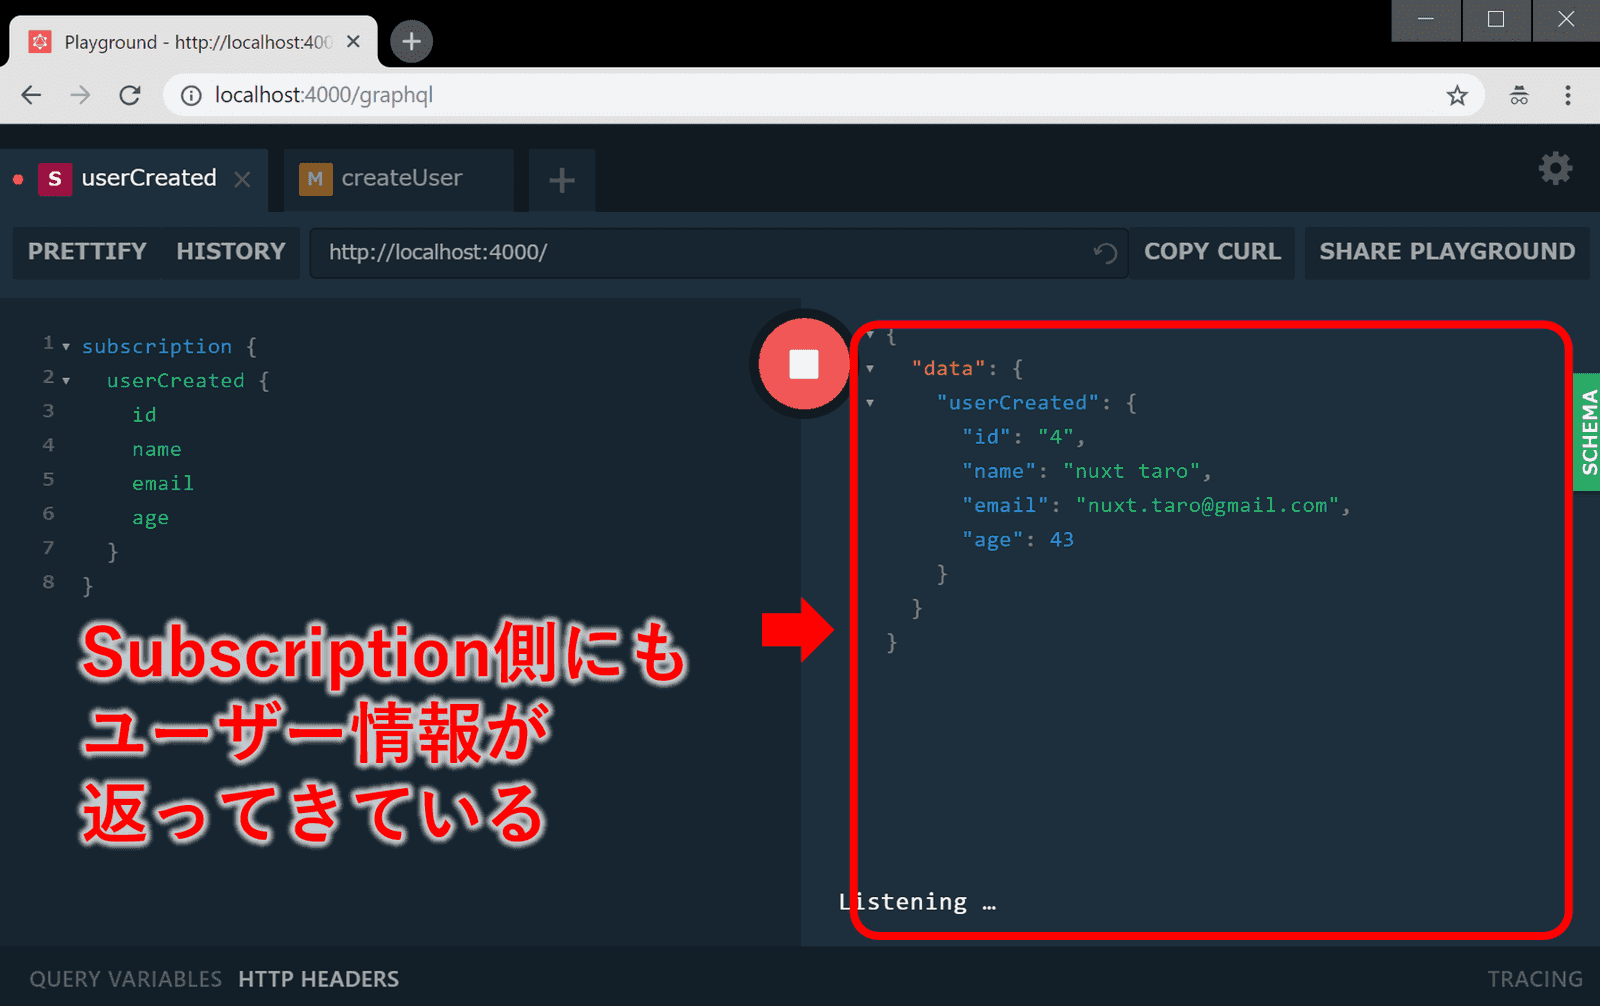 Playground - http://localhost:400
localhost:4000/graphql
S userCreated
M createUser
PRETTIFY
HISTORY
http://localhost:4000/
COPY CURL
SHARE PLAYGROUND
1 subscription {
2 userCreated {
3 id
4 name
5 email
6 age
7 }
8 }
{
"data": {
"userCreated": {
"id": "4",
"name": "nuxt taro",
"email": "nuxt.taro@gmail.com",
"age": 43
}
}
}
SCHEMA
Subscription側にも
ユーザー情報が
返ってきている
Listening …
QUERY VARIABLES
HTTP HEADERS
TRACING